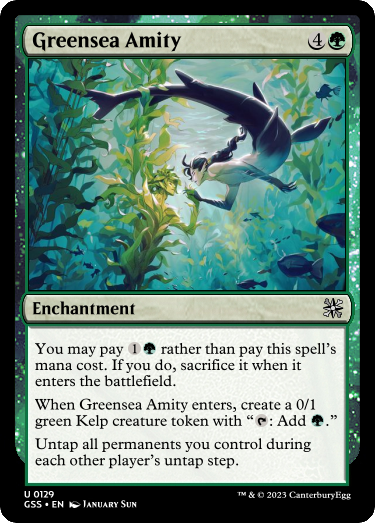 Greensea Amity 4
Enchantment
You may pay 1 rather than pay this spell's
mana cost. If you do, sacrifice it when it
enters the battlefield.
When Greensea Amity enters, create a 0/1
green Kelp creature token with “: Add .”
Untap all permanents you control during
each other player's untap step.
U 0129
GSS • EN January Sun
™ & © 2023 CanterburyEgg